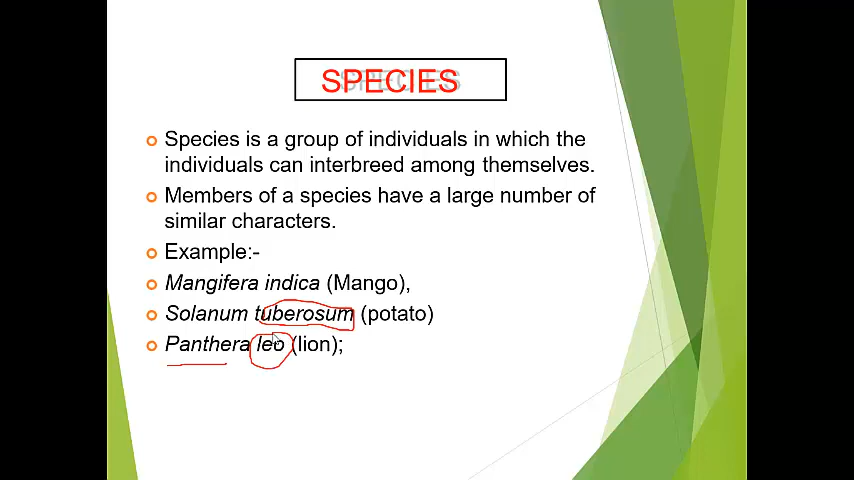 SPECIES
Species is a group of individuals in which the
individuals can interbreed among themselves.
Members of a species have a large number of
similar characters.
Example:-
Mangifera indica (Mango),
Solanum tuberosum (potato)
Panthera leo (lion);